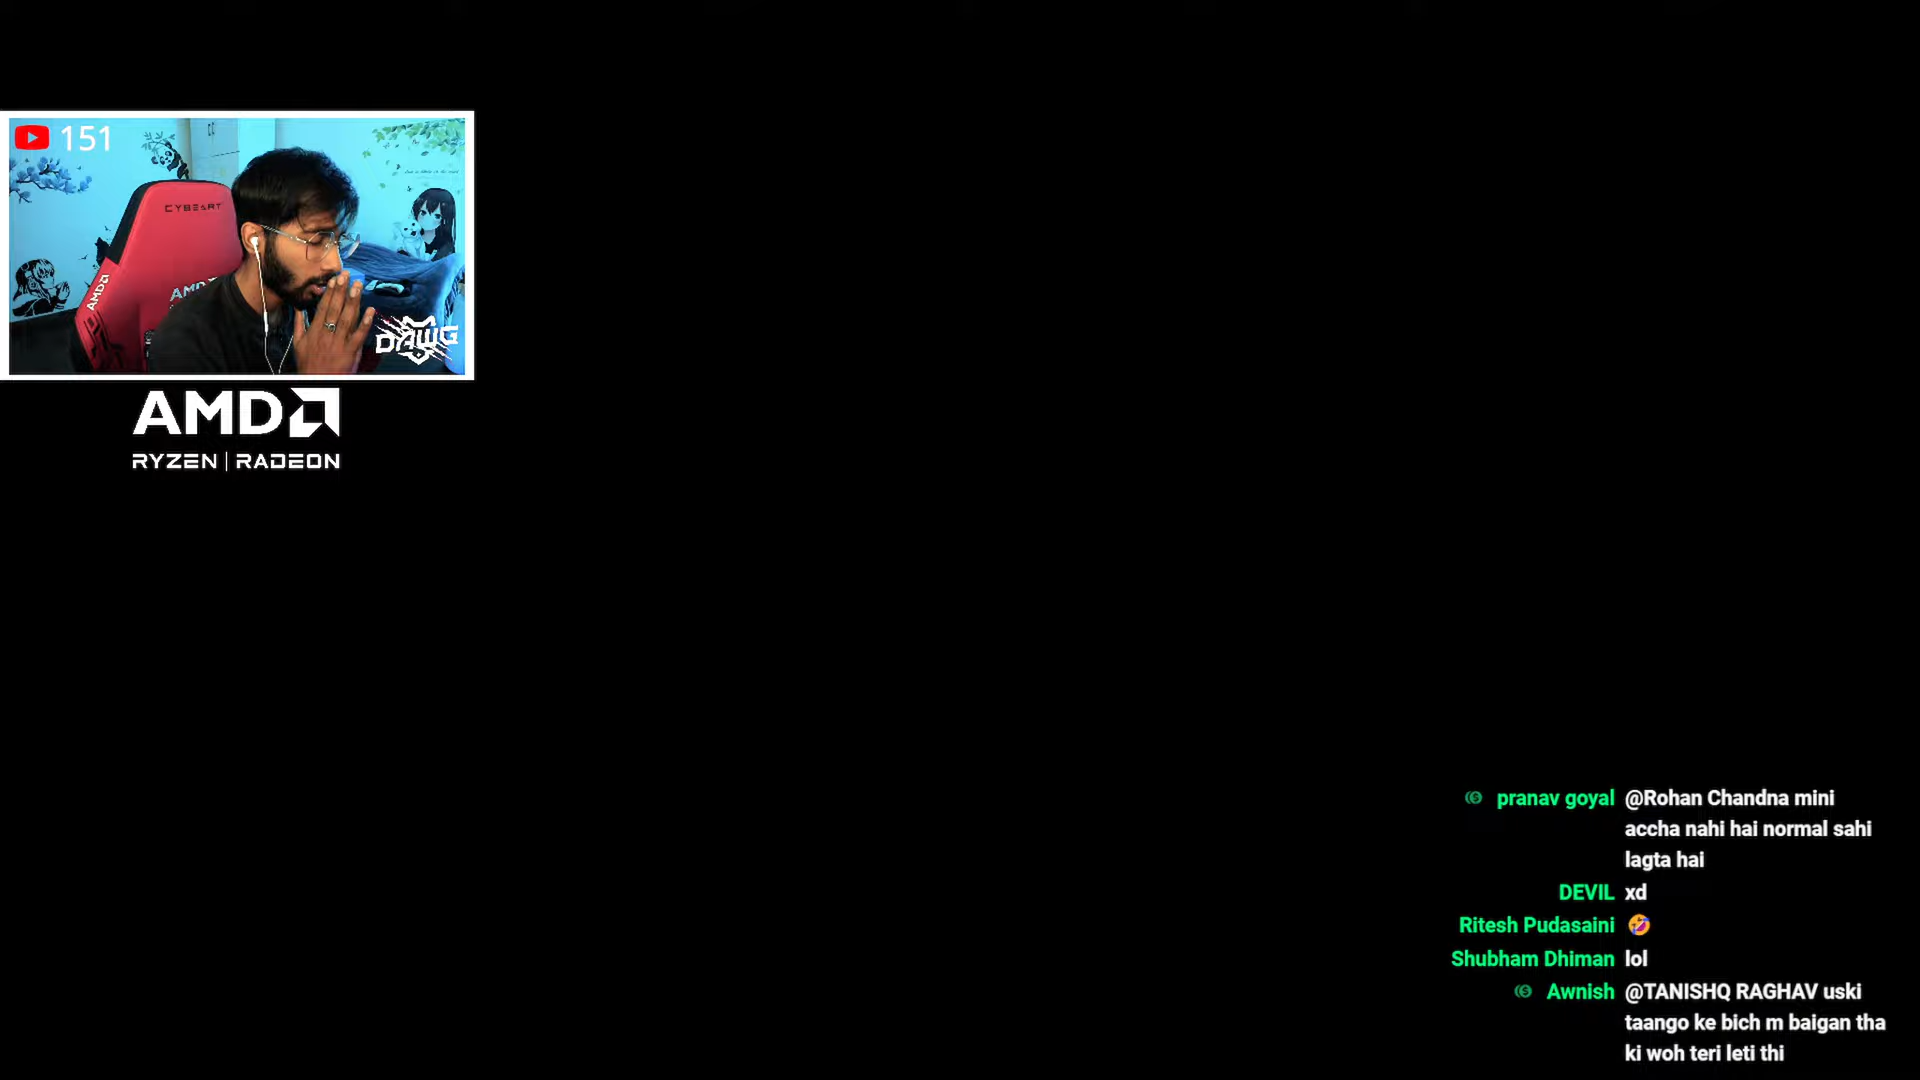 151
CYBEART
AMD
DAWG
AMD
RYZEN | RADEON
pranav goyal @Rohan Chandna mini
accha nahi hai normal sahi
lagta hai
DEVIL xd
Ritesh Pudasaini 🤣
Shubham Dhiman lol
Awnish @TANISHQ RAGHAV uski
taango ke bich m baigan tha
ki woh teri leti thi